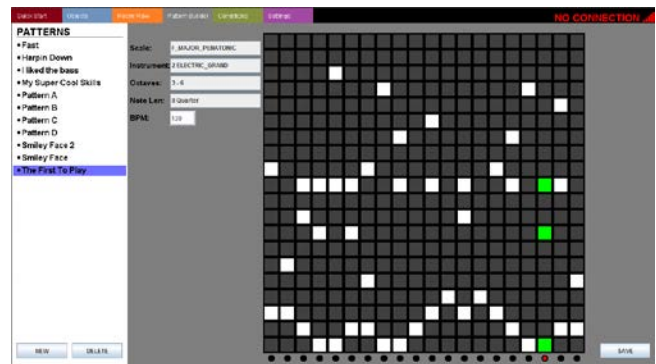 Quick Start
Pattern Builder
Conditions
Settings
NO CONNECTION
PATTERNS
•Fast
•Harpin Down
•I liked the bass
•My Super Cool Skills
•Pattern A
•Pattern B
•Pattern C
•Pattern D
•Smiley Face 2
•Smiley Face
•The First To Play
Scale: F_MAJOR_PENATONIC
Instrument: 2 ELECTRIC_GRAND
Octaves: 3 - 6
Note Len: Quarter
BPM: 120
NEW
DELETE
SAVE